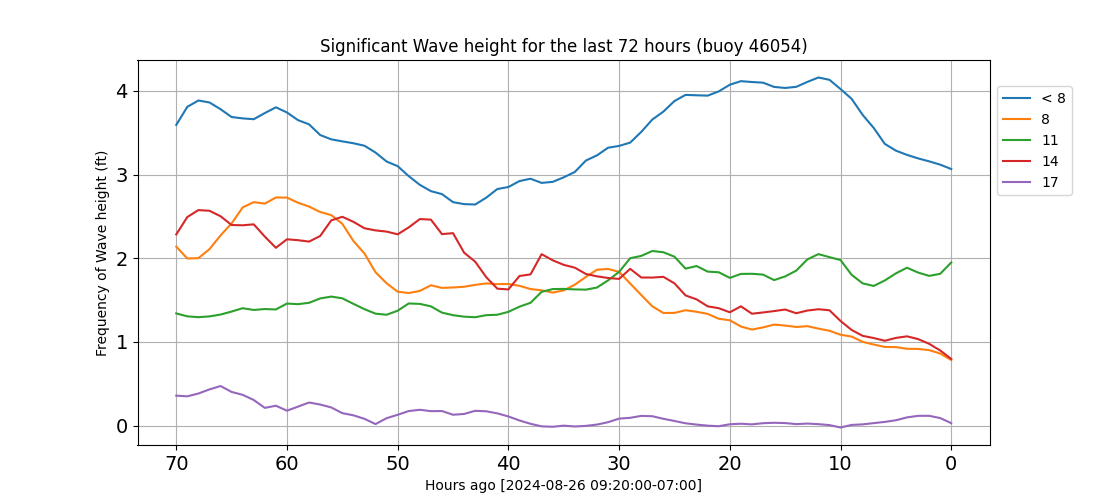 Significant Wave height for the last 72 hours (buoy 46054)
Frequency of Wave height (ft)
4
3
2
1
0
70 60 50 40 30 20 10 0
Hours ago [2024-08-26 09:20:00-07:00]
< 8
8
11
14
17